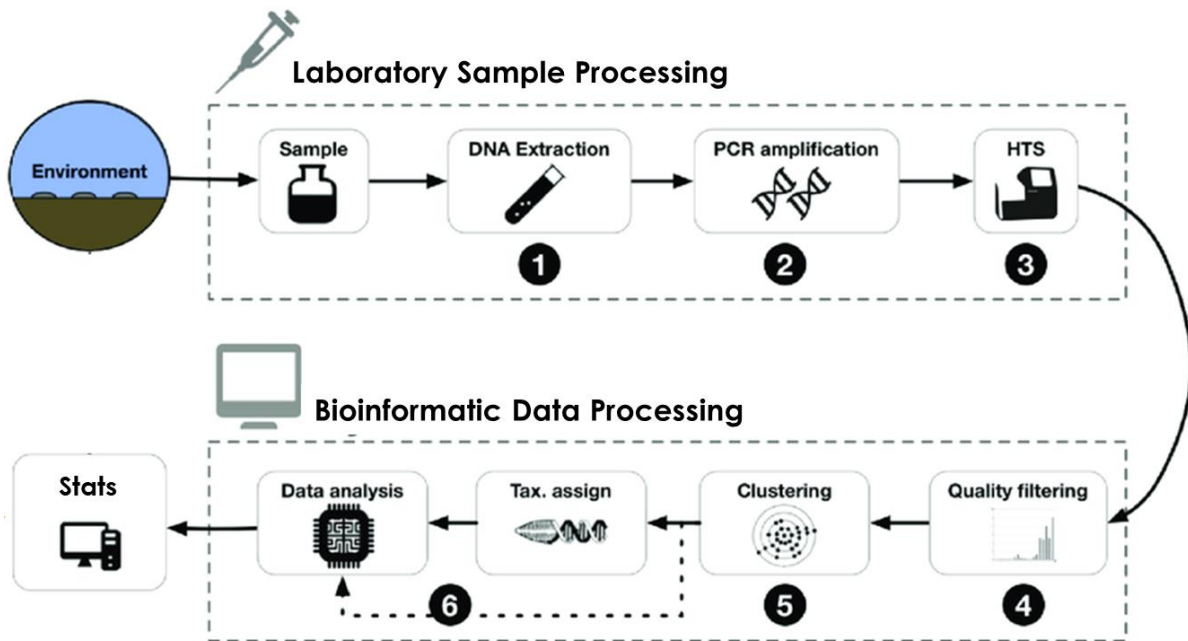 Laboratory Sample Processing
Environment
Sample
DNA Extraction
PCR amplification
HTS
1
2
3
Bioinformatic Data Processing
Stats
Data analysis
Tax. assign
Clustering
Quality filtering
6
5
4